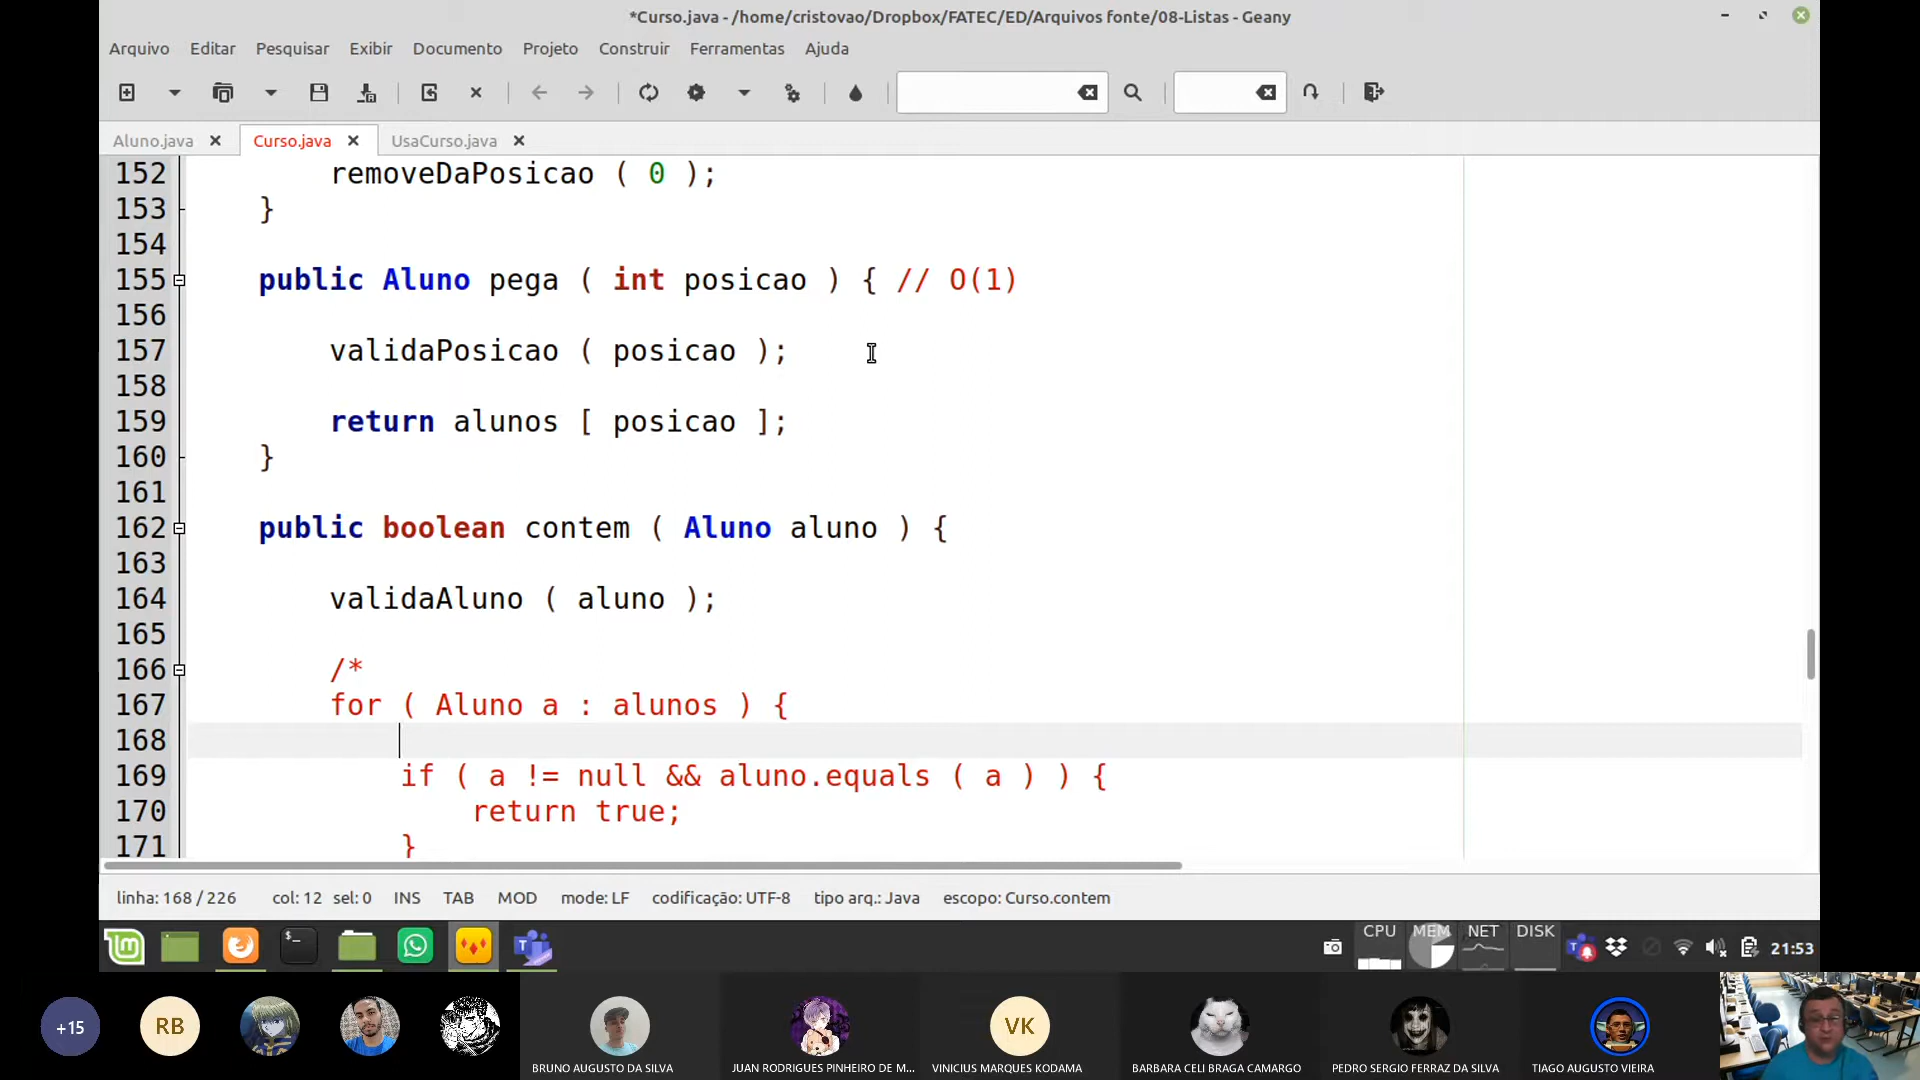 *Curso.java - /home/cristovao/Dropbox/FATEC/ED/Arquivos fonte/08-Listas - Geany
Arquivo Editar Pesquisar Exibir Documento Projeto Construir Ferramentas Ajuda
Aluno.java Curso.java UsaCurso.java
152 removeDaPosicao ( 0 );
153 }
154
155 public Aluno pega ( int posicao ) { // O(1)
156
157 validaPosicao ( posicao );
158
159 return alunos [ posicao ];
160 }
161
162 public boolean contem ( Aluno aluno ) {
163
164 validaAluno ( aluno );
165
166 /*
167 for ( Aluno a : alunos ) {
168
169 if ( a != null && aluno.equals ( a ) ) {
170 return true;
171 }
linha: 168 / 226 col: 12 sel: 0 INS TAB MOD mode: LF codificação: UTF-8 tipo arq.: Java escopo: Curso.contem
CPU MEM NET DISK
21:53
+15 RB VK
BRUNO AUGUSTO DA SILVA JUAN RODRIGUES PINHEIRO DE M... VINICIUS MARQUES KODAMA BARBARA CELI BRAGA CAMARGO PEDRO SERGIO FERRAZ DA SILVA TIAGO AUGUSTO VIEIRA